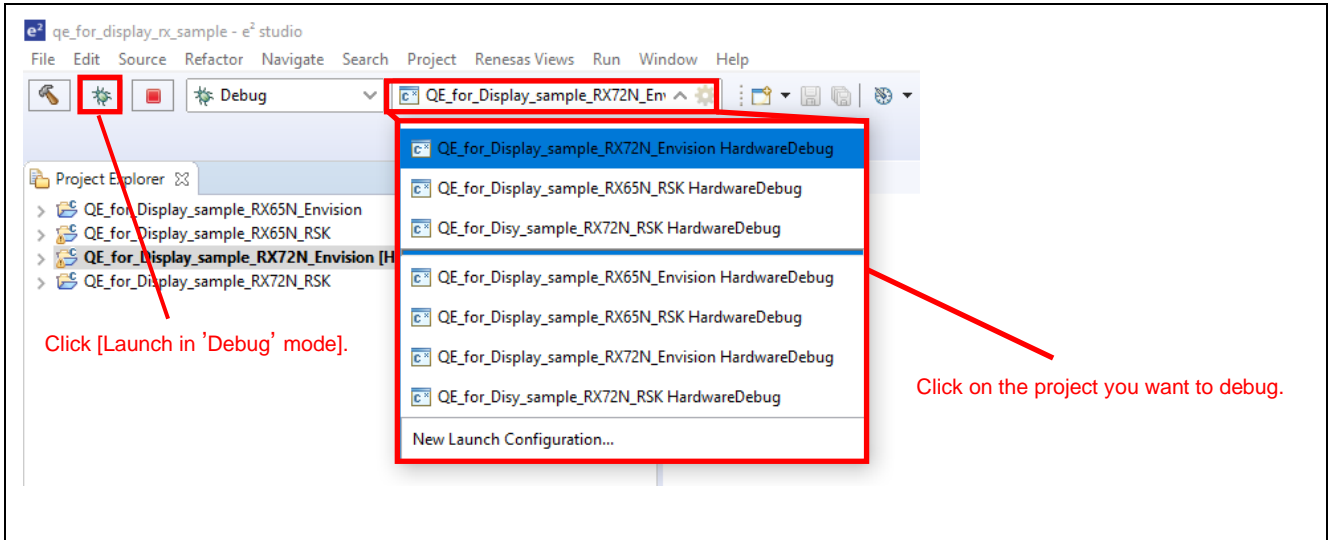 e² qe_for_display_rx_sample - e² studio
File Edit Source Refactor Navigate Search Project Renesas Views Run Window Help
Debug
QE_for_Display_sample_RX72N_En
QE_for_Display_sample_RX72N_Envision HardwareDebug
QE_for_Display_sample_RX65N_RSK HardwareDebug
QE_for_Disy_sample_RX72N_RSK HardwareDebug
QE_for_Display_sample_RX65N_Envision HardwareDebug
QE_for_Display_sample_RX65N_RSK HardwareDebug
QE_for_Display_sample_RX72N_Envision HardwareDebug
QE_for_Disy_sample_RX72N_RSK HardwareDebug
New Launch Configuration...
Project Explorer
QE_for_Display_sample_RX65N_Envision
QE_for_Display_sample_RX65N_RSK
QE_for_Display_sample_RX72N_Envision [H
QE_for_Display_sample_RX72N_RSK
Click [Launch in ’Debug’ mode].
Click on the project you want to debug.